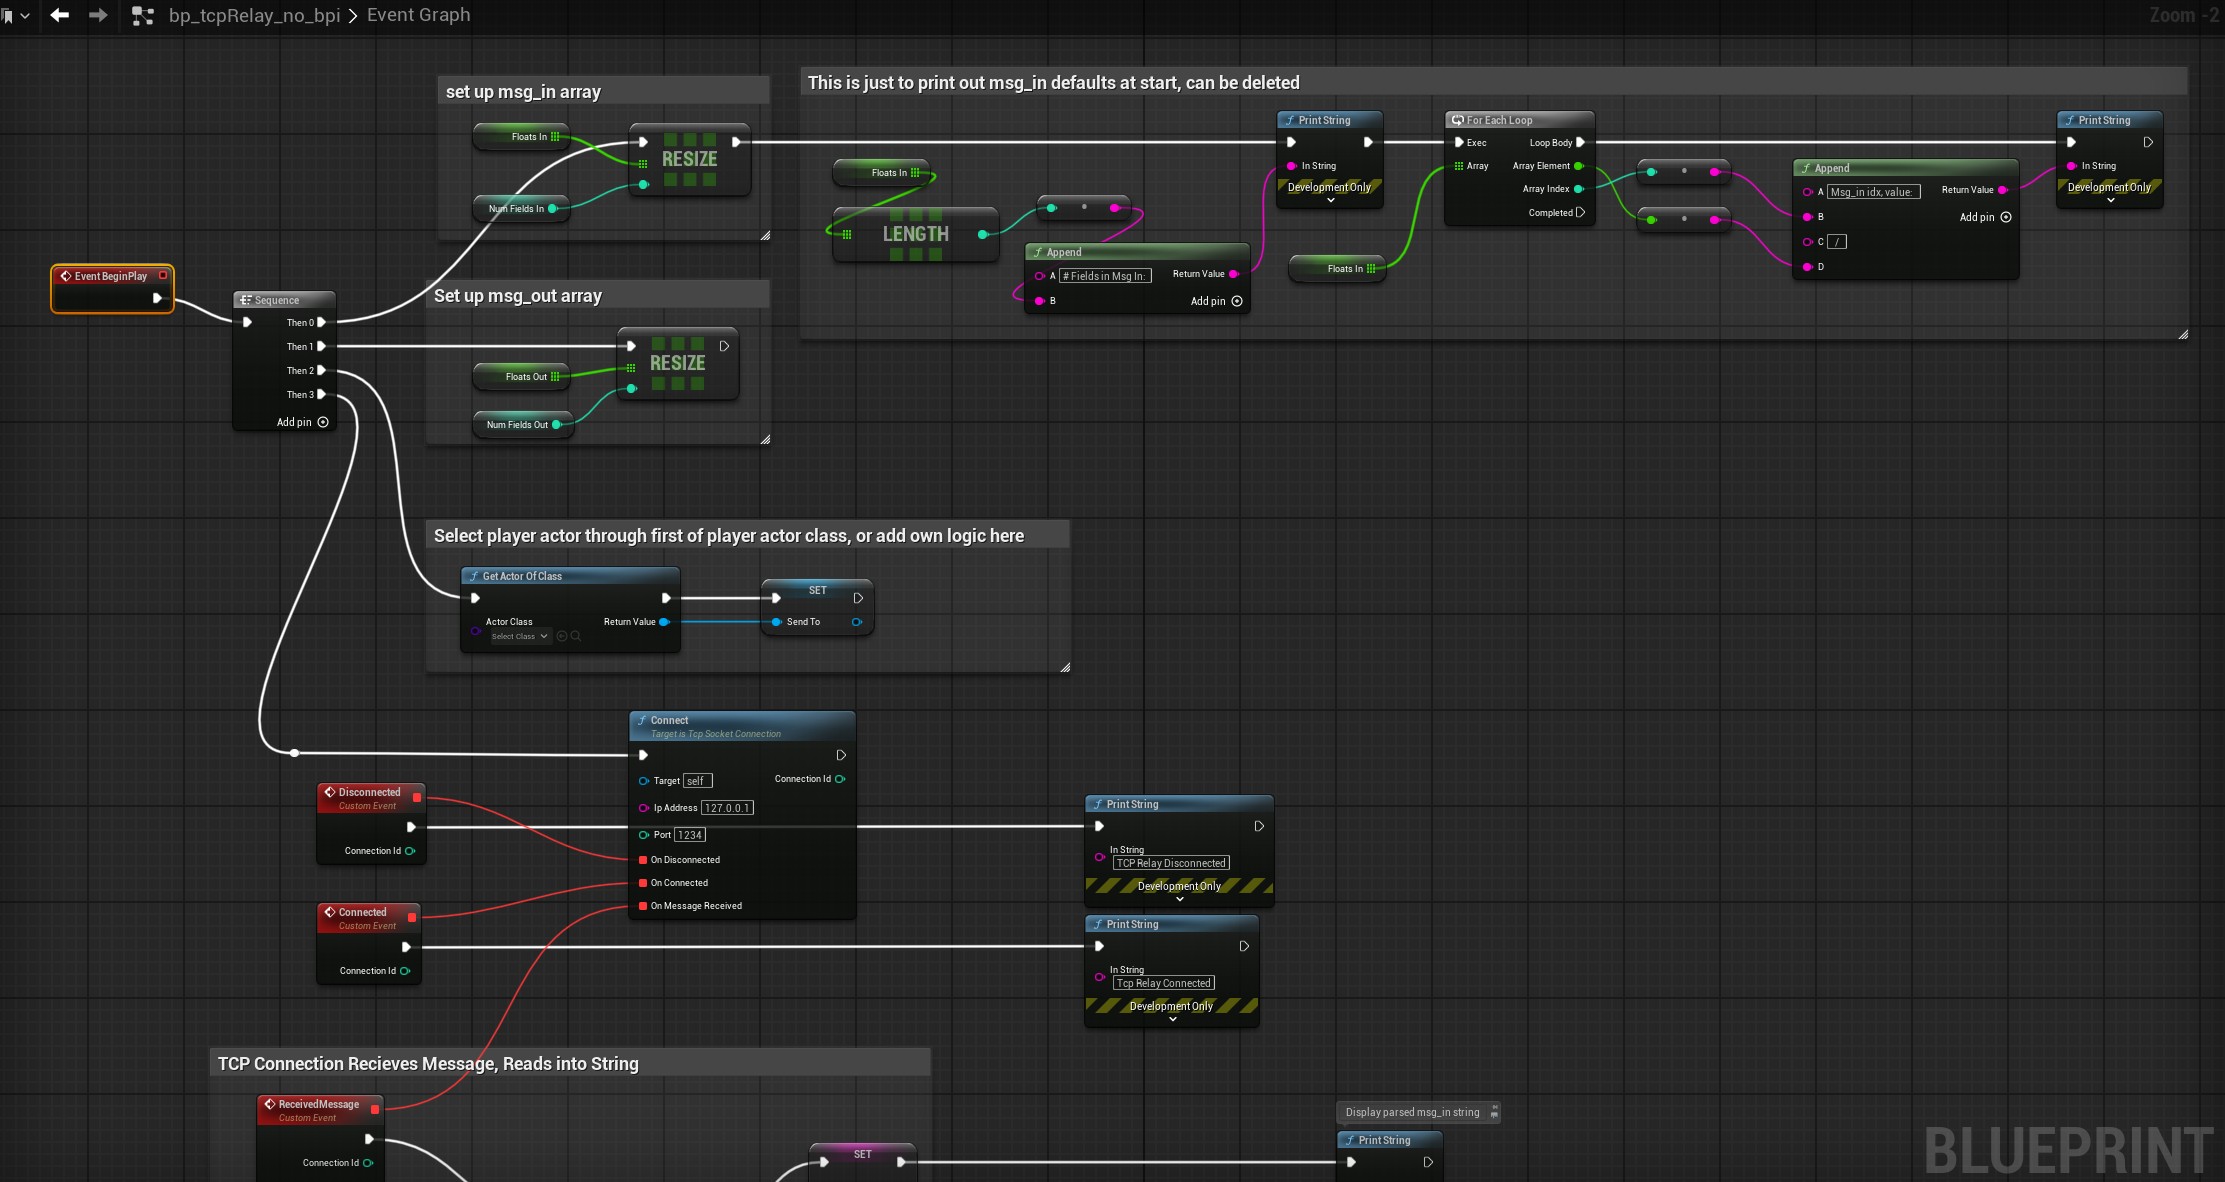 bp_tcpRelay_no_bpi > Event Graph
Zoom -2
set up msg_in array
Floats In
RESIZE
Num Fields In
This is just to print out msg_in defaults at start, can be deleted
Floats In
LENGTH
Append
A # Fields in Msg In:
Return Value
B
Add pin
Print String
In String
Development Only
Floats In
For Each Loop
Exec
Loop Body
Array
Array Element
Array Index
Completed
Append
A Msg_in idx, value:
Return Value
B
Add pin
C /
D
Print String
In String
Development Only
Event BeginPlay
Sequence
Then 0
Then 1
Then 2
Then 3
Add pin
Set up msg_out array
Floats Out
RESIZE
Num Fields Out
Select player actor through first of player actor class, or add own logic here
Get Actor Of Class
Actor Class
Select Class
Return Value
SET
Send To
Connect
Target is Tcp Socket Connection
Target self
Connection Id
Ip Address 127.0.0.1
Port 1234
On Disconnected
On Connected
On Message Received
Disconnected
Custom Event
Connection Id
Connected
Custom Event
Connection Id
Print String
In String
TCP Relay Disconnected
Development Only
Print String
In String
Tcp Relay Connected
Development Only
TCP Connection Recieves Message, Reads into String
ReceivedMessage
Custom Event
Connection Id
SET
Display parsed msg_in string
Print String
BLUEPRINT